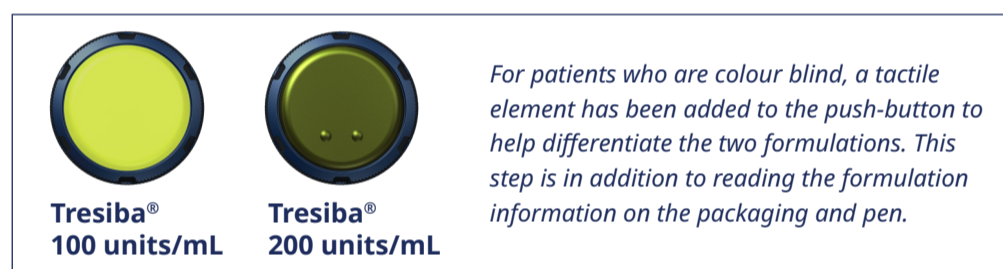 Tresiba®
100 units/mL
Tresiba®
200 units/mL
For patients who are colour blind, a tactile
element has been added to the push-button to
help differentiate the two formulations. This
step is in addition to reading the formulation
information on the packaging and pen.